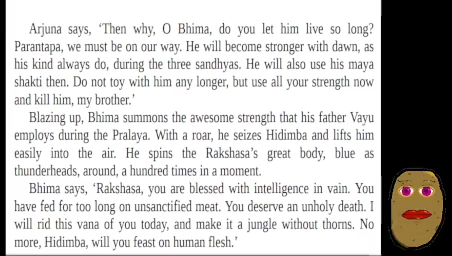 Arjuna says, ‘Then why, O Bhima, do you let him live so long?
Parantapa, we must be on our way. He will become stronger with dawn, as
his kind always do, during the three sandhyas. He will also use his maya
shakti then. Do not toy with him any longer, but use all your strength now
and kill him, my brother.’
Blazing up, Bhima summons the awesome strength that his father Vayu
employs during the Pralaya. With a roar, he seizes Hidimba and lifts him
easily into the air. He spins the Rakshasa’s great body, blue as
thunderheads, around, a hundred times in a moment.
Bhima says, ‘Rakshasa, you are blessed with intelligence in vain. You
have fed for too long on unsanctified meat. You deserve an unholy death. I
will rid this vana of you today, and make it a jungle without thorns. No
more, Hidimba, will you feast on human flesh.’